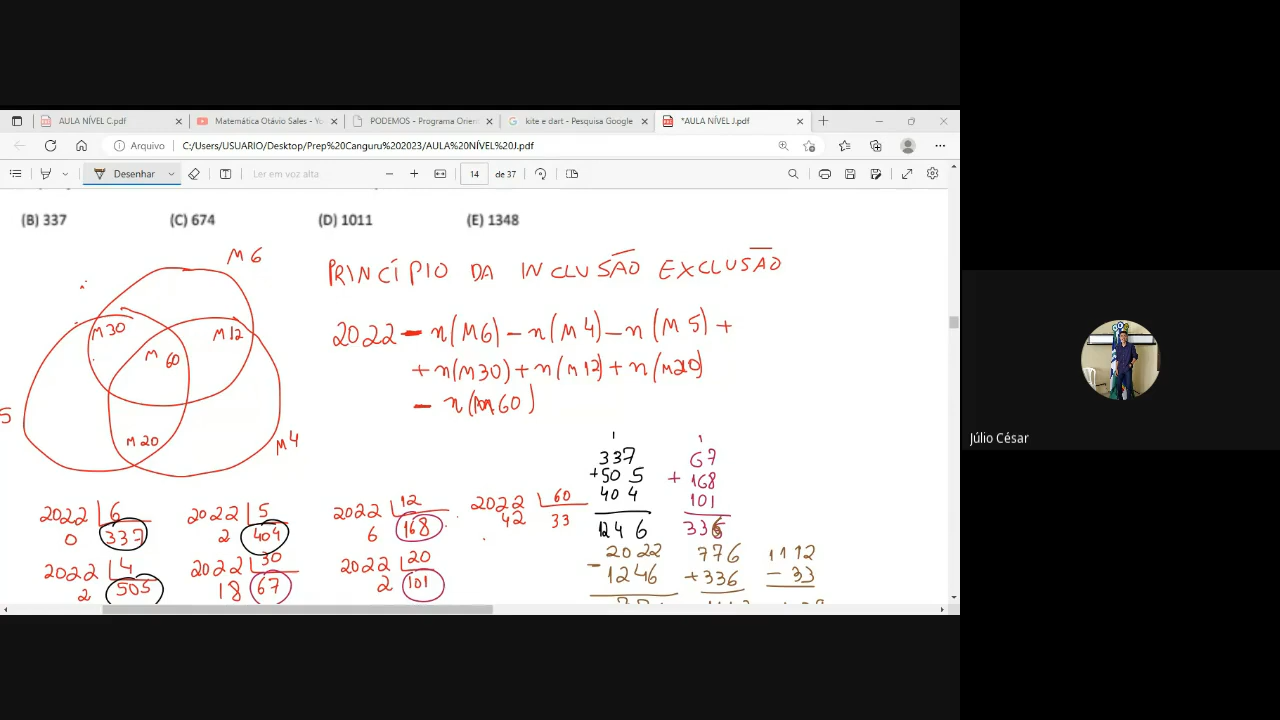 AULA NÍVEL C.pdf
Matemática Otávio Sales - Yo
PODEMOS - Programa Orien
kite e dart - Pesquisa Google
*AULA NÍVEL J.pdf
Arquivo C:/Users/USUARIO/Desktop/Prep%20Canguru%202023/AULA%20NÍVEL%20J.pdf
Desenhar
Ler em voz alta
14 de 37
(B) 337 (C) 674 (D) 1011 (E) 1348
M 6
PRINCÍPIO DA INCLUSÃO EXCLUSÃO
M30 M12
M 60
2022 - n(M6) - n(M4) - n(M5) +
+ n(M30) + n(M12) + n(M20)
- n(M60)
5
M20
M4
1
337
+505
404
1246
1
67
+ 168
101
336
2022 6
0 337
2022 5
2 404
2022 12
6 168
2022 60
42 33
2022 4
2 505
2022 30
18 67
2022 20
2 101
2022
- 1246
776
+336
1112
- 33
Júlio César